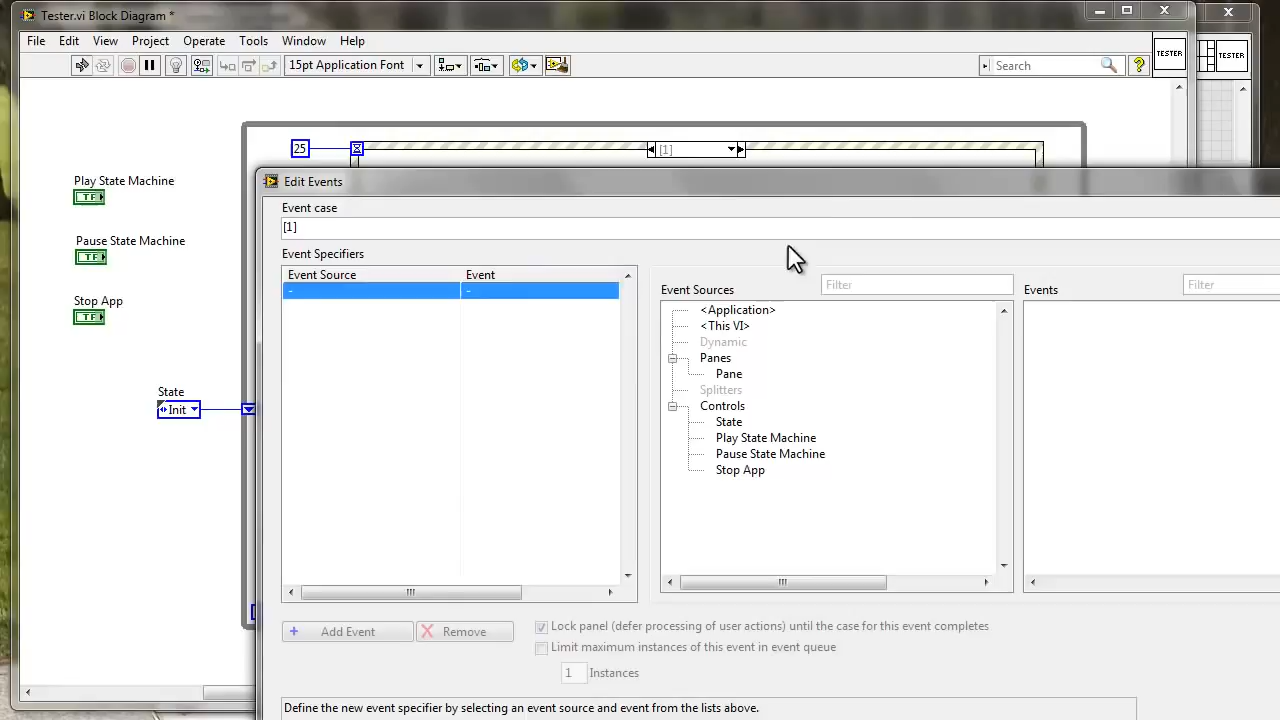 Tester.vi Block Diagram *
File Edit View Project Operate Tools Window Help
15pt Application Font
Search
?
TESTER
TESTER
25
[1]
Play State Machine
TF
Pause State Machine
TF
Stop App
TF
State
Init
Edit Events
Event case
[1]
Event Specifiers
Event Source Event
- -
Event Sources
Filter
<Application>
<This VI>
Dynamic
Panes
Pane
Splitters
Controls
State
Play State Machine
Pause State Machine
Stop App
Events
Filter
+ Add Event
Remove
Lock panel (defer processing of user actions) until the case for this event completes
Limit maximum instances of this event in event queue
1 Instances
Define the new event specifier by selecting an event source and event from the lists above.